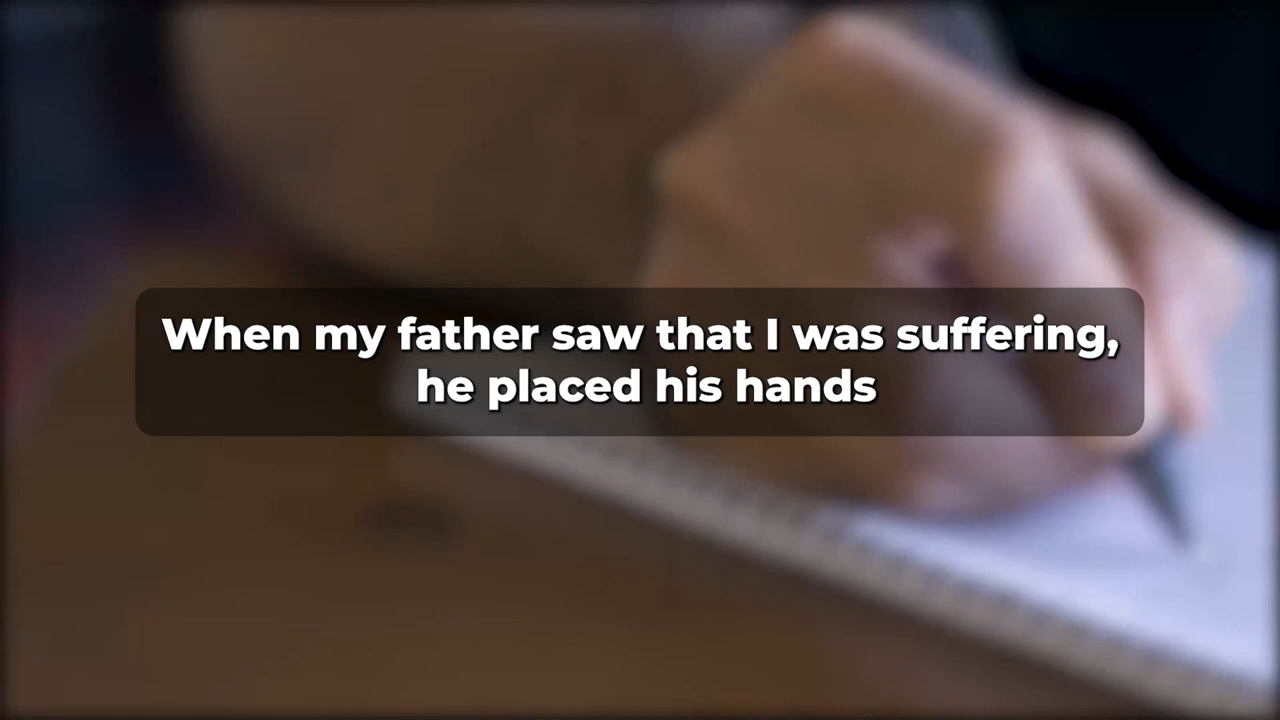 When my father saw that I was suffering,
he placed his hands